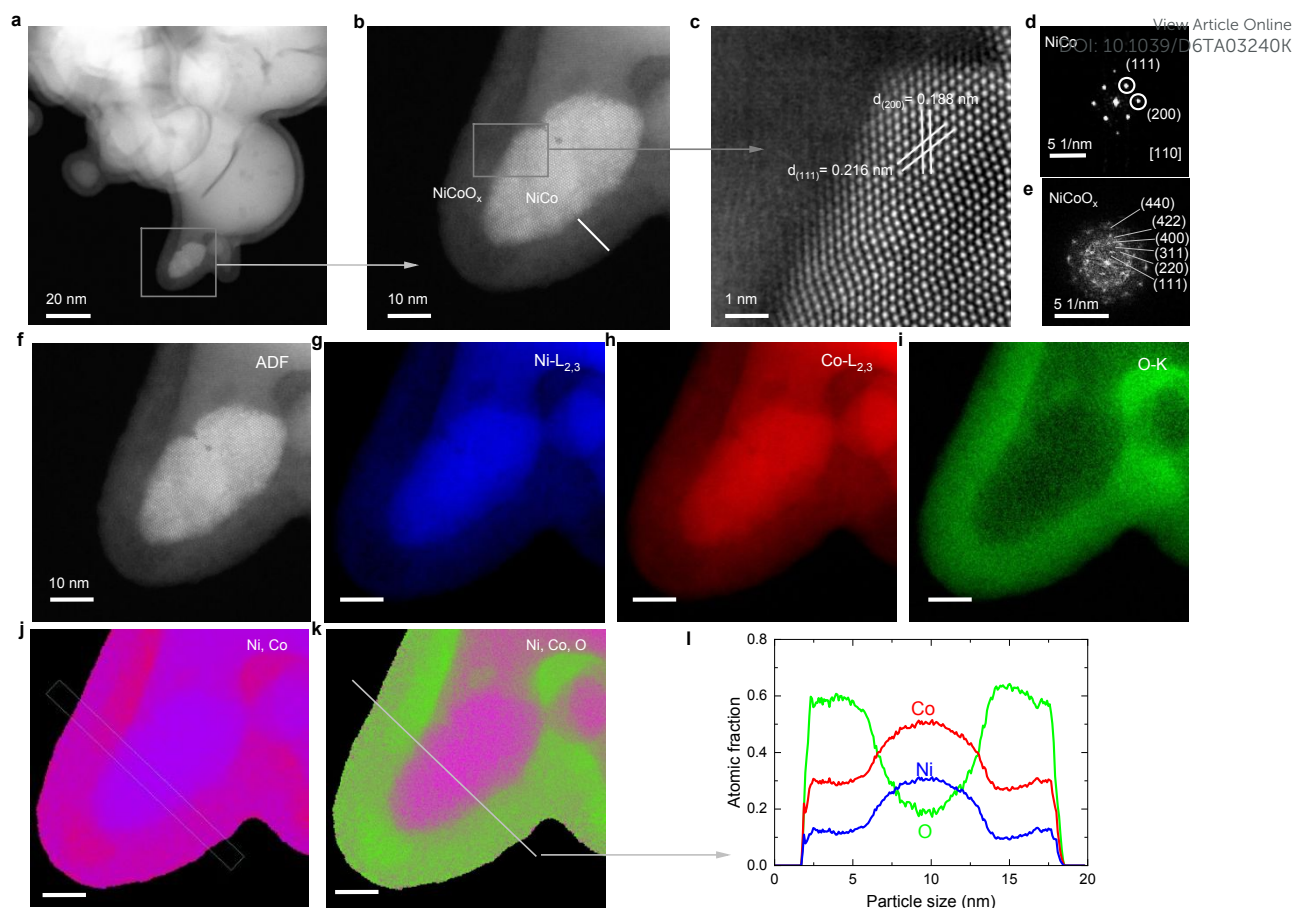 View Article Online
DOI: 10.1039/D6TA03240K
a
20 nm
b
NiCoOₓ
NiCo
10 nm
c
d(200)= 0.188 nm
d(111)= 0.216 nm
1 nm
d
NiCo
(111)
(200)
5 1/nm
[110]
e
NiCoOₓ
(440)
(422)
(400)
(311)
(220)
(111)
5 1/nm
f
ADF
10 nm
g
Ni-L₂,₃
h
Co-L₂,₃
i
O-K
j
Ni, Co
k
Ni, Co, O
l
Atomic fraction
0.8
0.6
0.4
0.2
0.0
Co
Ni
O
0 5 10 15 20
Particle size (nm)